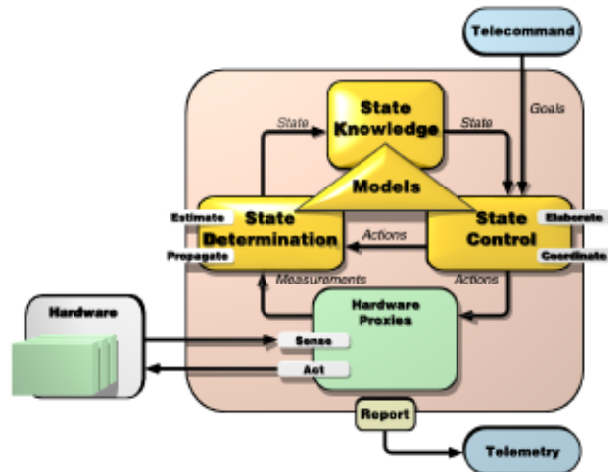 Telecommand
State
Knowledge
State
State
Goals
Models
Estimate
State
Determination
Propagate
Actions
State
Control
Elaborate
Coordinate
Measurements
Actions
Hardware
Hardware
Proxies
Sense
Act
Report
Telemetry